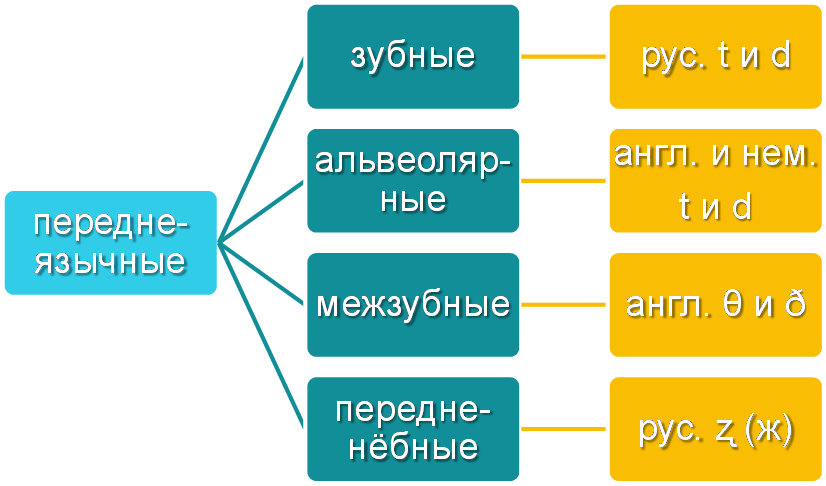 зубные
рус. t и d
альвеоляр-
ные
англ. и нем.
t и d
передне-
язычные
межзубные
англ. θ и ð
передне-
нёбные
рус. ʐ (ж)